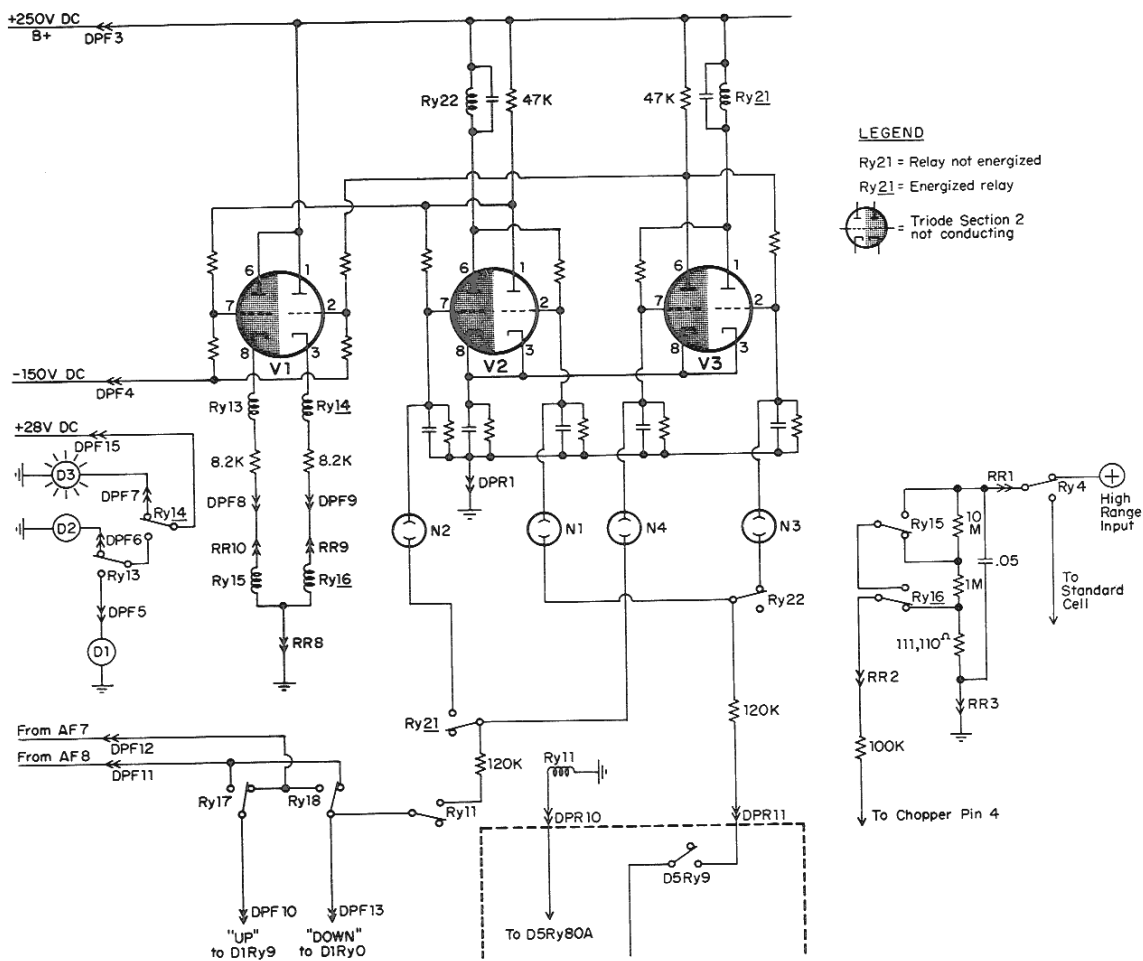 +250V DC
B+
DPF3
Ry22
47K
47K
Ry21
LEGEND
Ry21 = Relay not energized
Ry21 = Energized relay
= Triode Section 2
not conducting
6
1
7
2
8
3
V1
6
1
7
2
8
3
V2
6
1
7
2
8
3
V3
-150V DC
DPF4
Ry13
Ry14
+28V DC
DPF15
8.2K
8.2K
D3
DPF7
Ry14
DPF8
DPF9
DPR1
D2
DPF6
Ry13
RR10
RR9
Ry15
Ry16
DPF5
D1
RR8
N2
N1
N4
N3
Ry22
RR1
Ry4
High
Range
Input
Ry15
10
M
.05
Ry16
1M
To
Standard
Cell
111,110Ω
RR2
RR3
100K
To Chopper Pin 4
From AF7
DPF12
From AF8
DPF11
Ry21
120K
120K
Ry17
Ry18
Ry11
Ry11
DPR10
DPR11
D5Ry9
DPF10
DPF13
"UP"
to D1Ry9
"DOWN"
to D1Ry0
To D5Ry80A